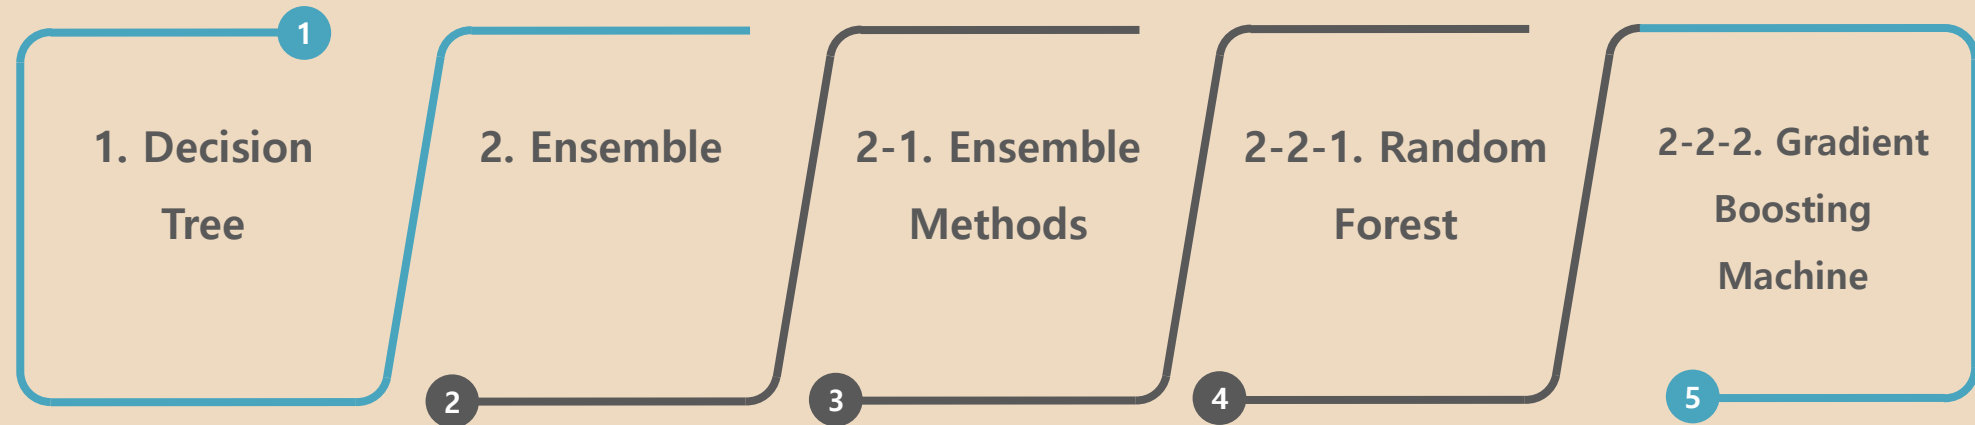 1
1. Decision
Tree
2. Ensemble
2
2-1. Ensemble
Methods
3
2-2-1. Random
Forest
4
2-2-2. Gradient
Boosting
Machine
5